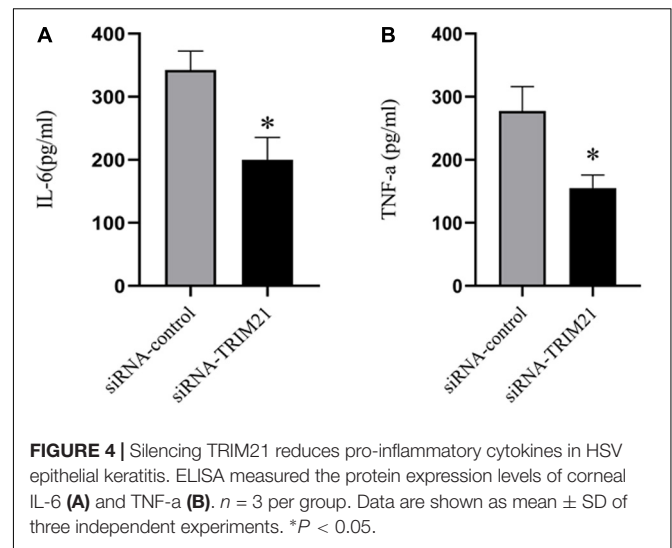 A
400
300
200
100
0
IL-6(pg/ml)
*
siRNA-control
siRNA-TRIM21
B
400
300
200
100
0
TNF-a (pg/ml)
*
siRNA-control
siRNA-TRIM21
FIGURE 4 | Silencing TRIM21 reduces pro-inflammatory cytokines in HSV
epithelial keratitis. ELISA measured the protein expression levels of corneal
IL-6 (A) and TNF-a (B). n = 3 per group. Data are shown as mean ± SD of
three independent experiments. *P < 0.05.